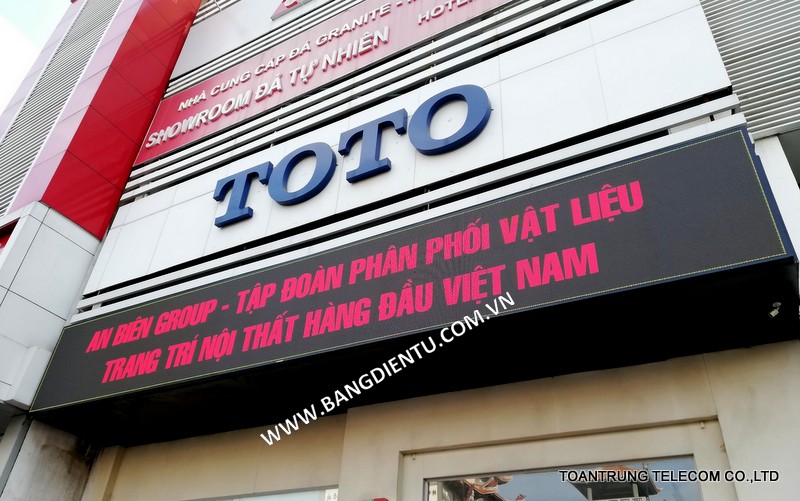 NHÀ CUNG CẤP ĐÁ GRANITE -
SHOWROOM ĐÁ TỰ NHIÊN HOTEL
TOTO
AN BIÊN GROUP - TẬP ĐOÀN PHÂN PHỐI VẬT LIỆU
TRANG TRÍ NỘI THẤT HÀNG ĐẦU VIỆT NAM
WWW.BANGDIENTU.COM.VN
TOANTRUNG TELECOM CO.,LTD